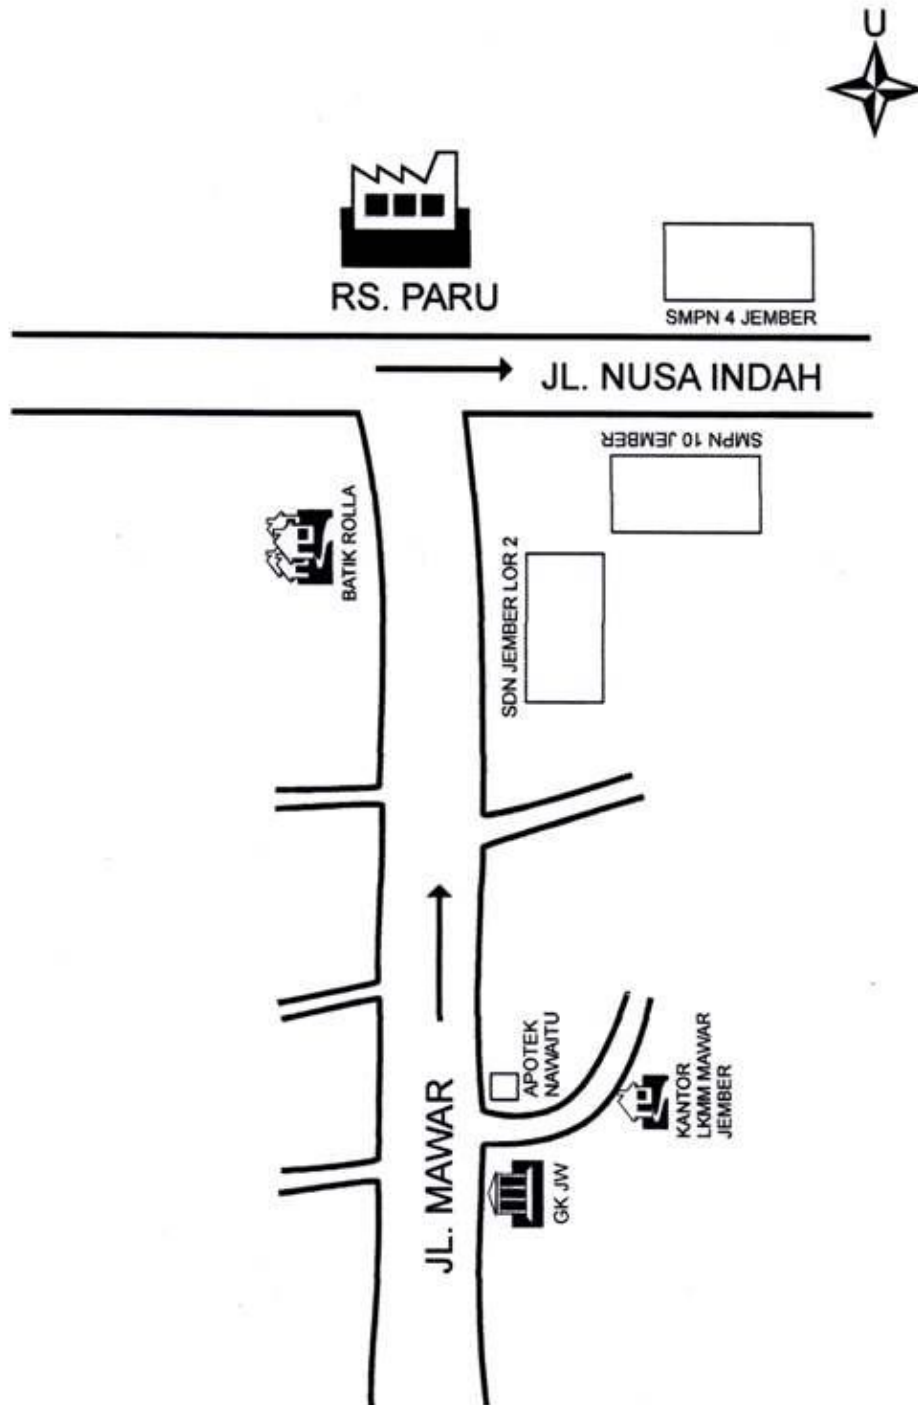 U
RS. PARU
SMPN 4 JEMBER
JL. NUSA INDAH
SMPN 10 JEMBER
BATIK ROLLA
SDN JEMBER LOR 2
APOTEK
NAWAITU
KANTOR
LKMM MAWAR
JEMBER
JL. MAWAR
GK JW